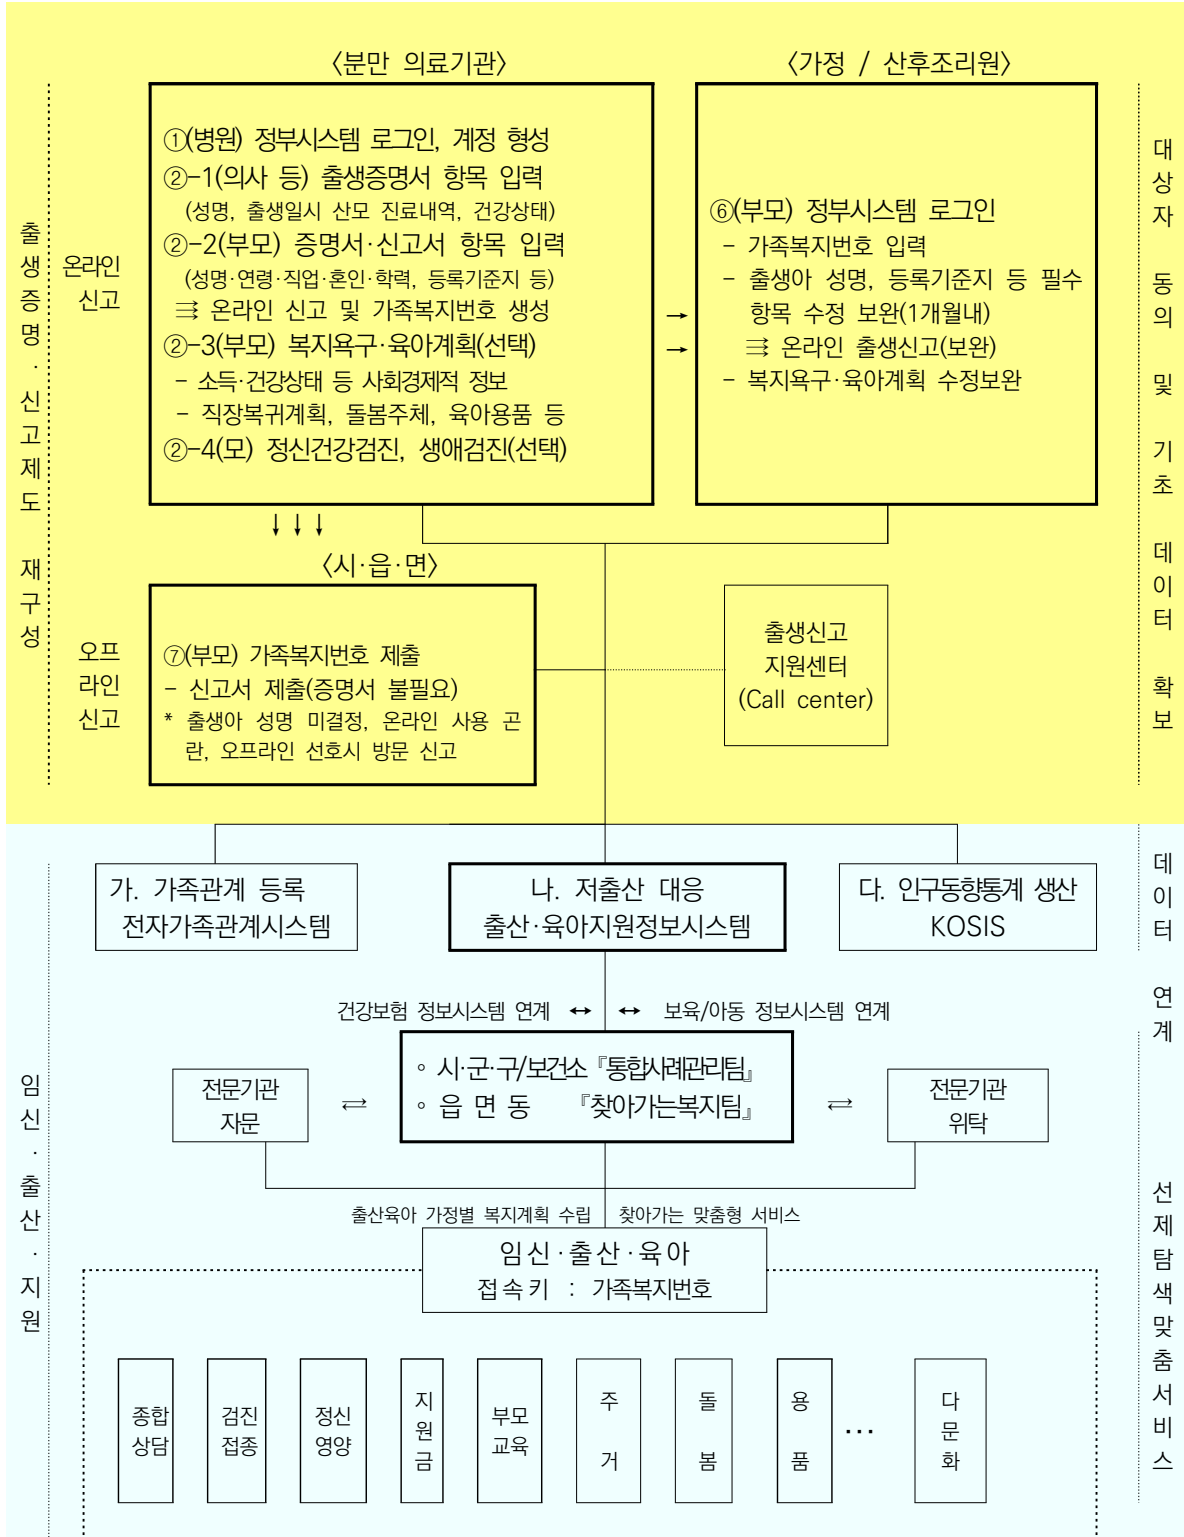 〈분만 의료기관〉
①(병원) 정부시스템 로그인, 계정 형성
②-1(의사 등) 출생증명서 항목 입력
(성명, 출생일시 산모 진료내역, 건강상태)
②-2(부모) 증명서·신고서 항목 입력
(성명·연령·직업·혼인·학력, 등록기준지 등)
⇶ 온라인 신고 및 가족복지번호 생성
②-3(부모) 복지욕구·육아계획(선택)
- 소득·건강상태 등 사회경제적 정보
- 직장복귀계획, 돌봄주체, 육아용품 등
②-4(모) 정신건강검진, 생애검진(선택)
→
→
〈가정 / 산후조리원〉
⑥(부모) 정부시스템 로그인
- 가족복지번호 입력
- 출생아 성명, 등록기준지 등 필수
항목 수정 보완(1개월내)
⇶ 온라인 출생신고(보완)
- 복지욕구·육아계획 수정보완
출생증명·신고제도 재구성
온라인
신고
오프
라인
신고
↓↓↓
〈시·읍·면〉
⑦(부모) 가족복지번호 제출
- 신고서 제출(증명서 불필요)
* 출생아 성명 미결정, 온라인 사용 곤
란, 오프라인 선호시 방문 신고
출생신고
지원센터
(Call center)
대상자 동의 및 기초 데이터 확보
가. 가족관계 등록
전자가족관계시스템
나. 저출산 대응
출산·육아지원정보시스템
다. 인구동향통계 생산
KOSIS
데이터 연계
건강보험 정보시스템 연계 ↔ ↔ 보육/아동 정보시스템 연계
임신·출산·지원
전문기관
자문
⇄
◦ 시·군·구/보건소『통합사례관리팀』
◦ 읍 면 동 『찾아가는복지팀』
⇄
전문기관
위탁
출산육아 가정별 복지계획 수립 찾아가는 맞춤형 서비스
임신·출산·육아
접속키 : 가족복지번호
선제탐색맞춤서비스
종합
상담
검진
접종
정신
영양
지
원
금
부모
교육
주
거
돌
봄
용
품
…
다
문
화